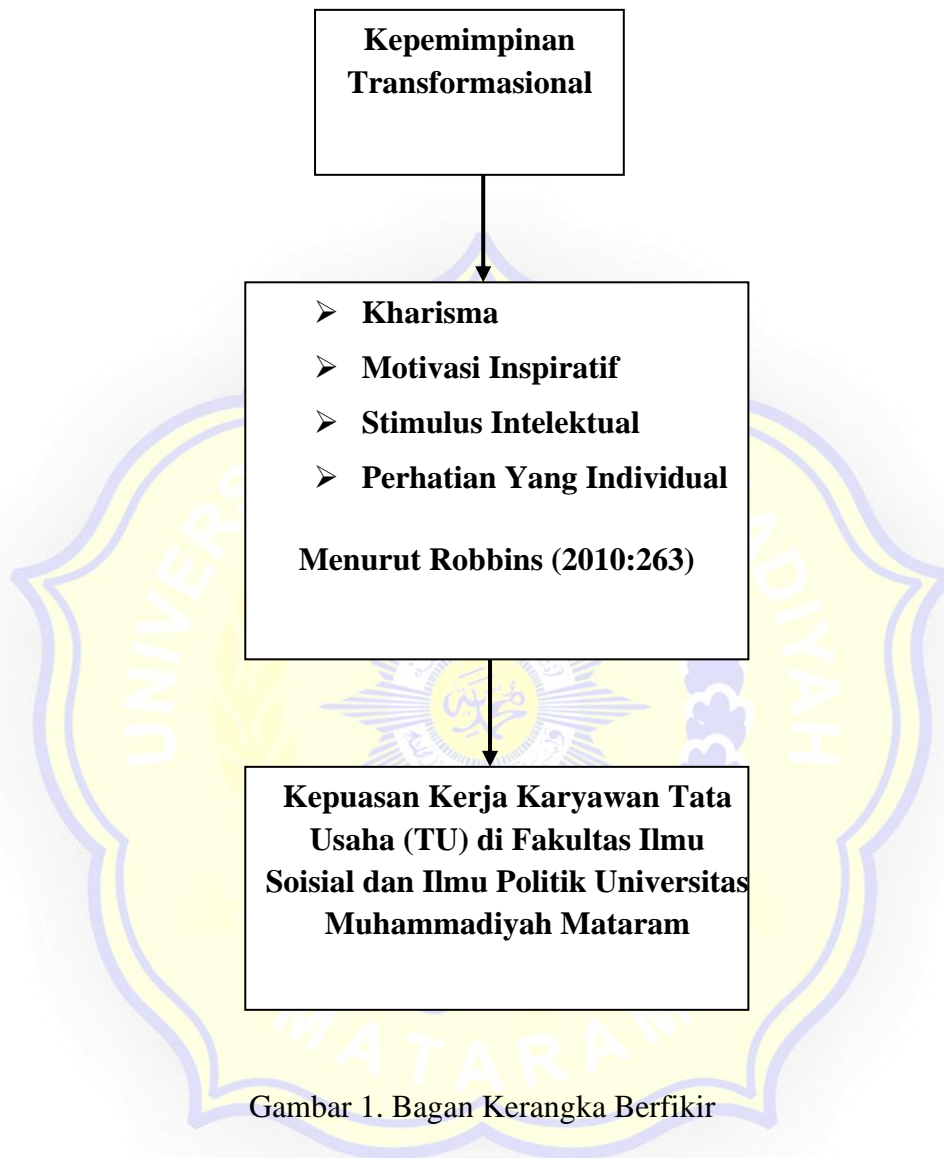 Kepemimpinan
Transformasional
➢ Kharisma
➢ Motivasi Inspiratif
➢ Stimulus Intelektual
➢ Perhatian Yang Individual
Menurut Robbins (2010:263)
Kepuasan Kerja Karyawan Tata
Usaha (TU) di Fakultas Ilmu
Soisial dan Ilmu Politik Universitas
Muhammadiyah Mataram
MATARAM
Gambar 1. Bagan Kerangka Berfikir